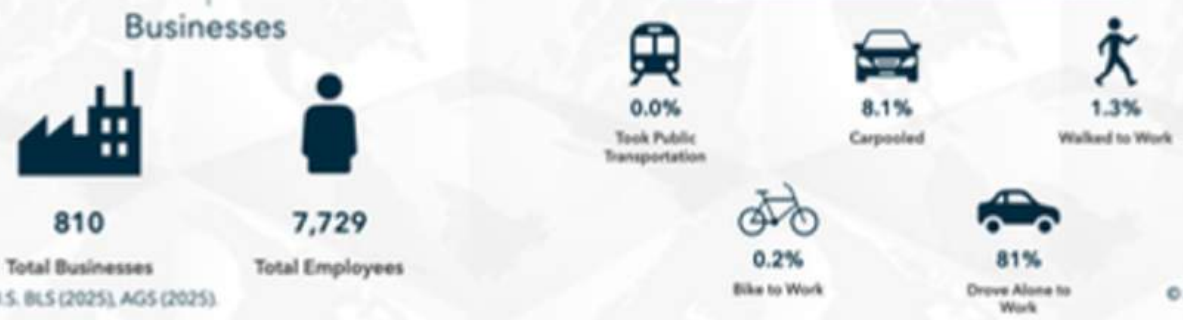 Businesses
810
Total Businesses
7,729
Total Employees
.S. BLS (2025), AGS (2025).
0.0%
Took Public
Transportation
8.1%
Carpooled
1.3%
Walked to Work
0.2%
Bike to Work
81%
Drove Alone to
Work
©